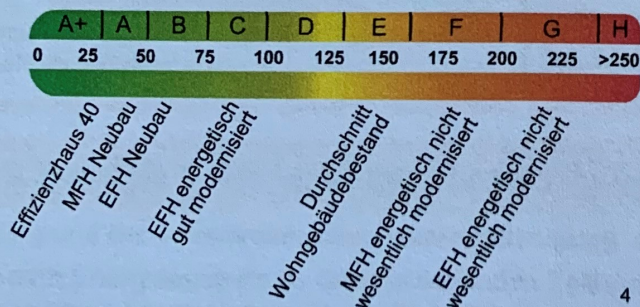 A+ A B C D E F G H
0 25 50 75 100 125 150 175 200 225 >250
Effizienzhaus 40
MFH Neubau
EFH Neubau
EFH energetisch
gut modernisiert
Durchschnitt
Wohngebäudebestand
MFH energetisch nicht
wesentlich modernisiert
EFH energetisch nicht
wesentlich modernisiert
4